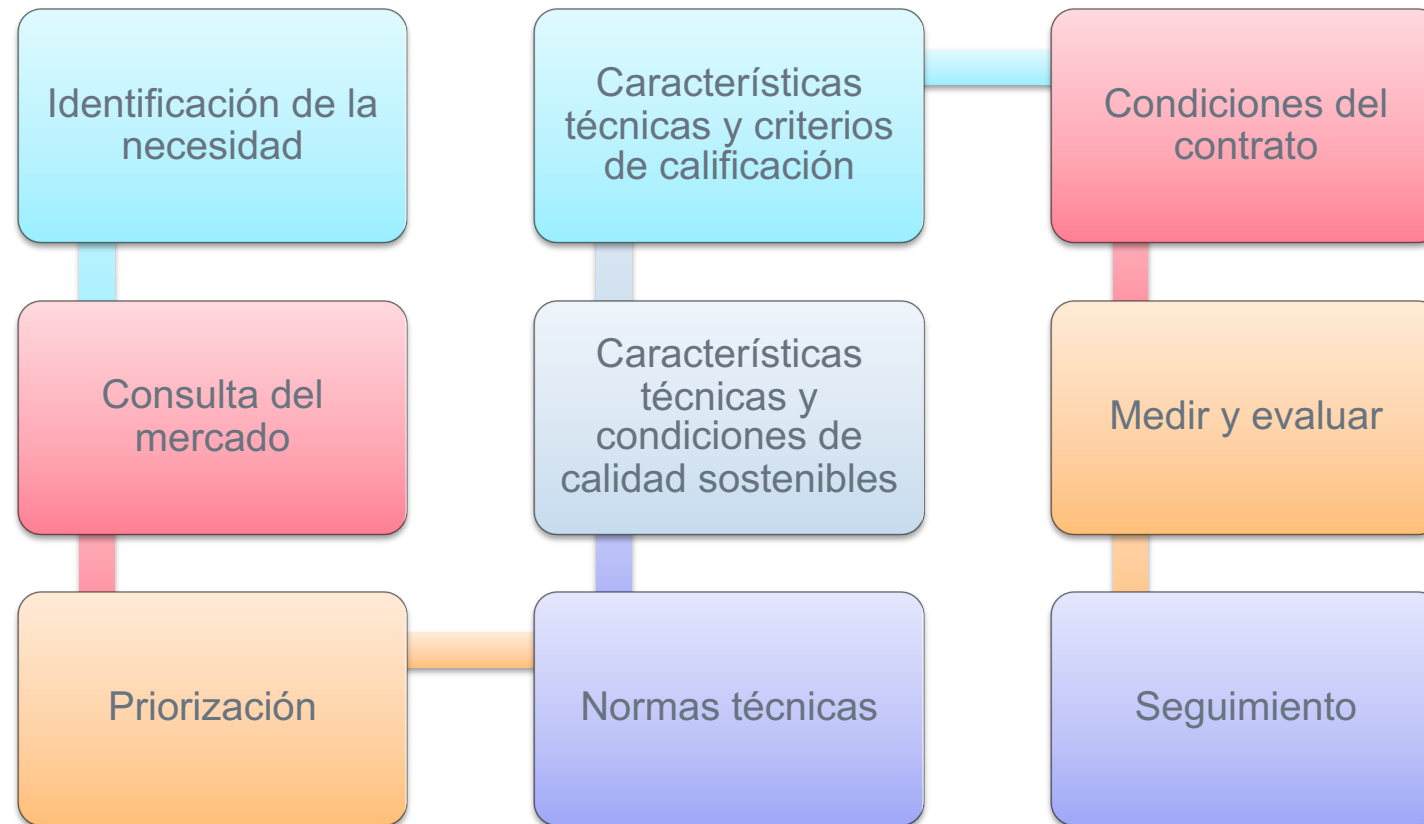 Identificación de la
necesidad
Consulta del
mercado
Priorización
Normas técnicas
Características
técnicas y
condiciones de
calidad sostenibles
Características
técnicas y criterios
de calificación
Condiciones del
contrato
Medir y evaluar
Seguimiento